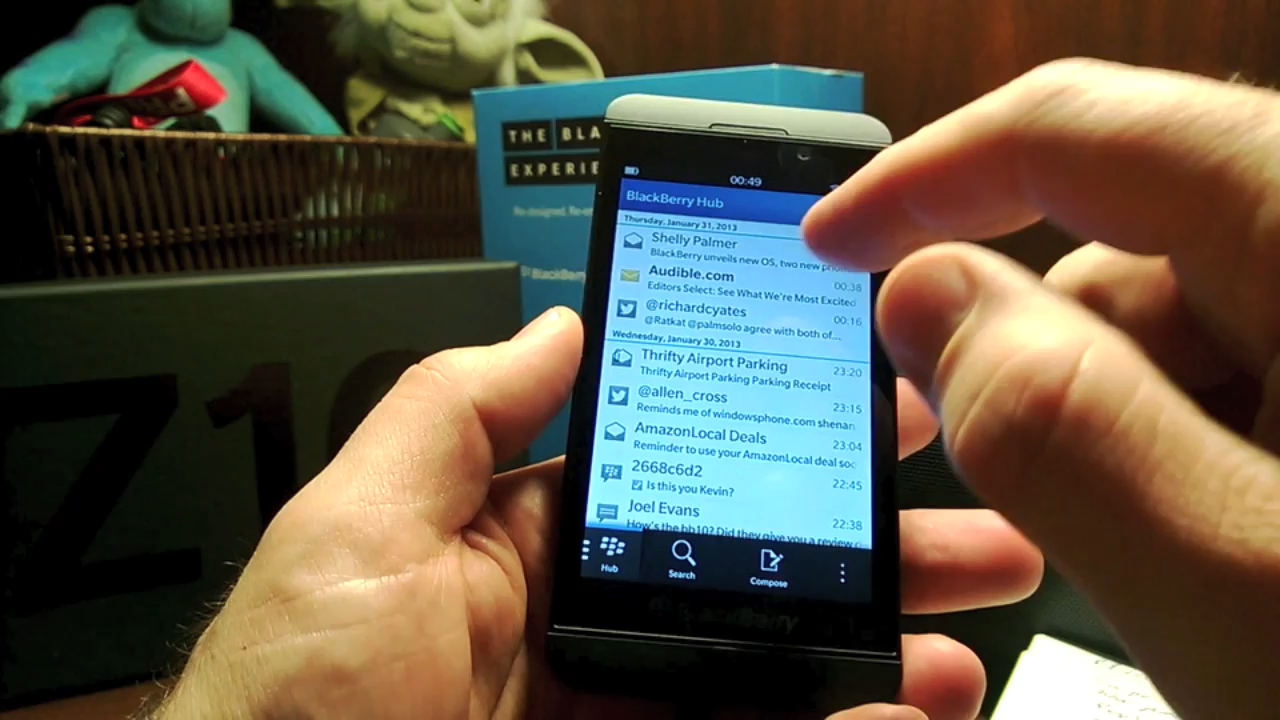 THE BLA
EXPERIE
BlackBerry
Z10
00:49
BlackBerry Hub
Thursday, January 31, 2013
Shelly Palmer
BlackBerry unveils new OS, two new
Audible.com
00:38
Editors Select: See What We're Most Excited
@richardcyates
00:16
@Ratkat @palmsolo agree with both of...
Wednesday, January 30, 2013
Thrifty Airport Parking
23:20
Thrifty Airport Parking Parking Receipt
@allen_cross
23:15
Reminds me of windowsphone.com shenan
AmazonLocal Deals
23:04
Reminder to use your AmazonLocal deal soc
2668c6d2
22:45
Is this you Kevin?
Joel Evans
22:38
How's the bb10? Did they give you a review
Hub
Search
Compose
BlackBerry